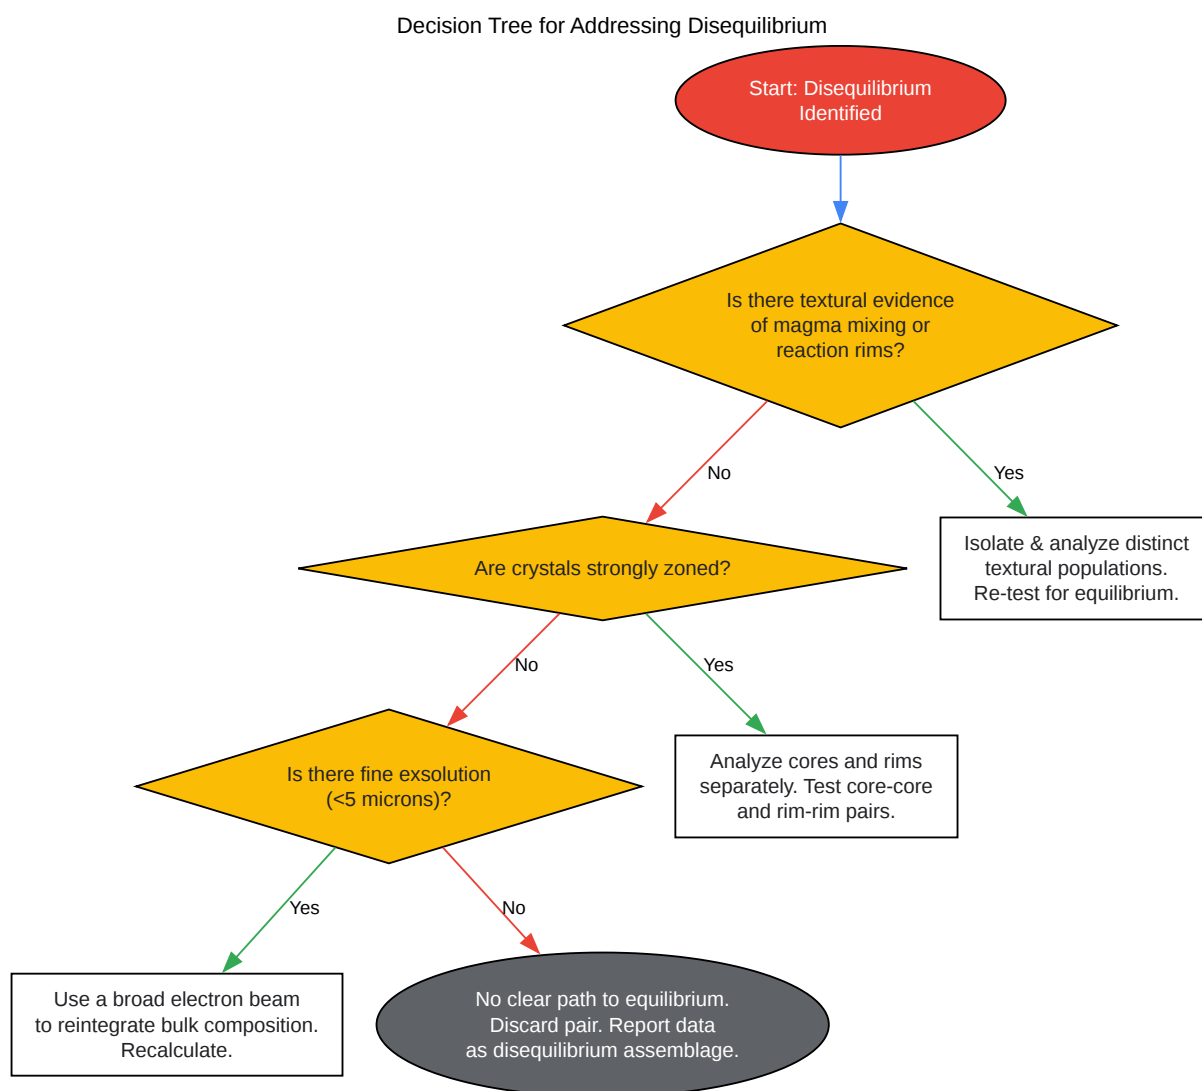 Decision Tree for Addressing Disequilibrium
Start: Disequilibrium
Identified
Is there textural evidence
of magma mixing or
reaction rims?
No
Yes
Isolate & analyze distinct
textural populations.
Re-test for equilibrium.
Are crystals strongly zoned?
No
Yes
Analyze cores and rims
separately. Test core-core
and rim-rim pairs.
Is there fine exsolution
(<5 microns)?
Yes
No
Use a broad electron beam
to reintegrate bulk composition.
Recalculate.
No clear path to equilibrium.
Discard pair. Report data
as disequilibrium assemblage.